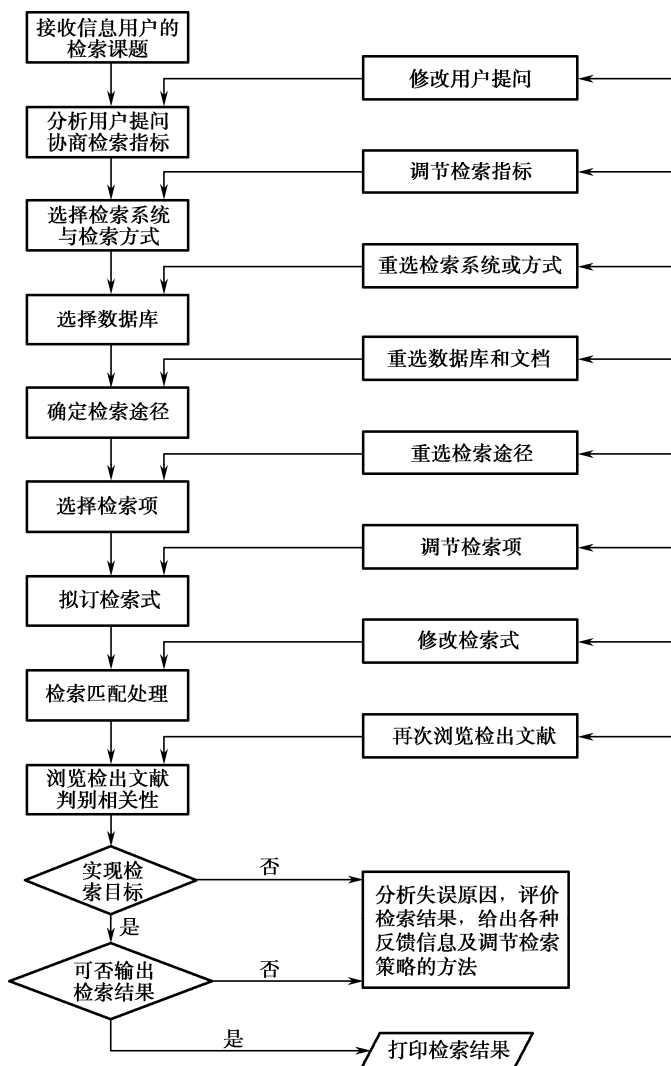 接收信息用户的
检索课题
修改用户提问
分析用户提问
协商检索指标
调节检索指标
选择检索系统
与检索方式
重选检索系统或方式
选择数据库
重选数据库和文档
确定检索途径
重选检索途径
选择检索项
调节检索项
拟订检索式
修改检索式
检索匹配处理
再次浏览检出文献
浏览检出文献
判别相关性
实现检
索目标
否
分析失误原因，评价
检索结果，给出各种
反馈信息及调节检索
策略的方法
是
可否输出
检索结果
否
是
打印检索结果